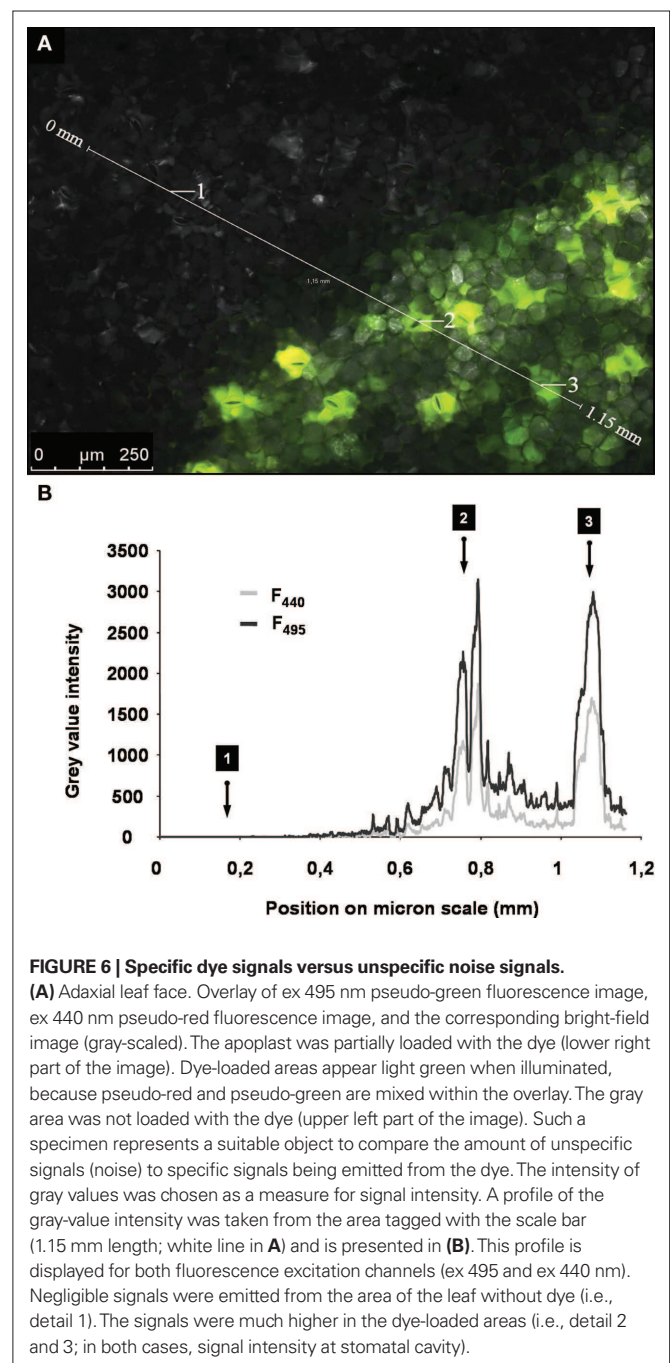 A
0 mm
1
1,15 mm
2
3
1.15 mm
0 µm 250
B
2
3
3500
3000
2500
2000
1500
1000
500
0
Grey value intensity
F440
F495
1
0
0,2
0,4
0,6
0,8
1
1,2
Position on micron scale (mm)
FIGURE 6 | Specific dye signals versus unspecific noise signals.
(A) Adaxial leaf face. Overlay of ex 495 nm pseudo-green fluorescence image,
ex 440 nm pseudo-red fluorescence image, and the corresponding bright-field
image (gray-scaled). The apoplast was partially loaded with the dye (lower right
part of the image). Dye-loaded areas appear light green when illuminated,
because pseudo-red and pseudo-green are mixed within the overlay. The gray
area was not loaded with the dye (upper left part of the image). Such a
specimen represents a suitable object to compare the amount of unspecific
signals (noise) to specific signals being emitted from the dye. The intensity of
gray values was chosen as a measure for signal intensity. A profile of the
gray-value intensity was taken from the area tagged with the scale bar
(1.15 mm length; white line in A) and is presented in (B). This profile is
displayed for both fluorescence excitation channels (ex 495 and ex 440 nm).
Negligible signals were emitted from the area of the leaf without dye (i.e.,
detail 1). The signals were much higher in the dye-loaded areas (i.e., detail 2
and 3; in both cases, signal intensity at stomatal cavity).